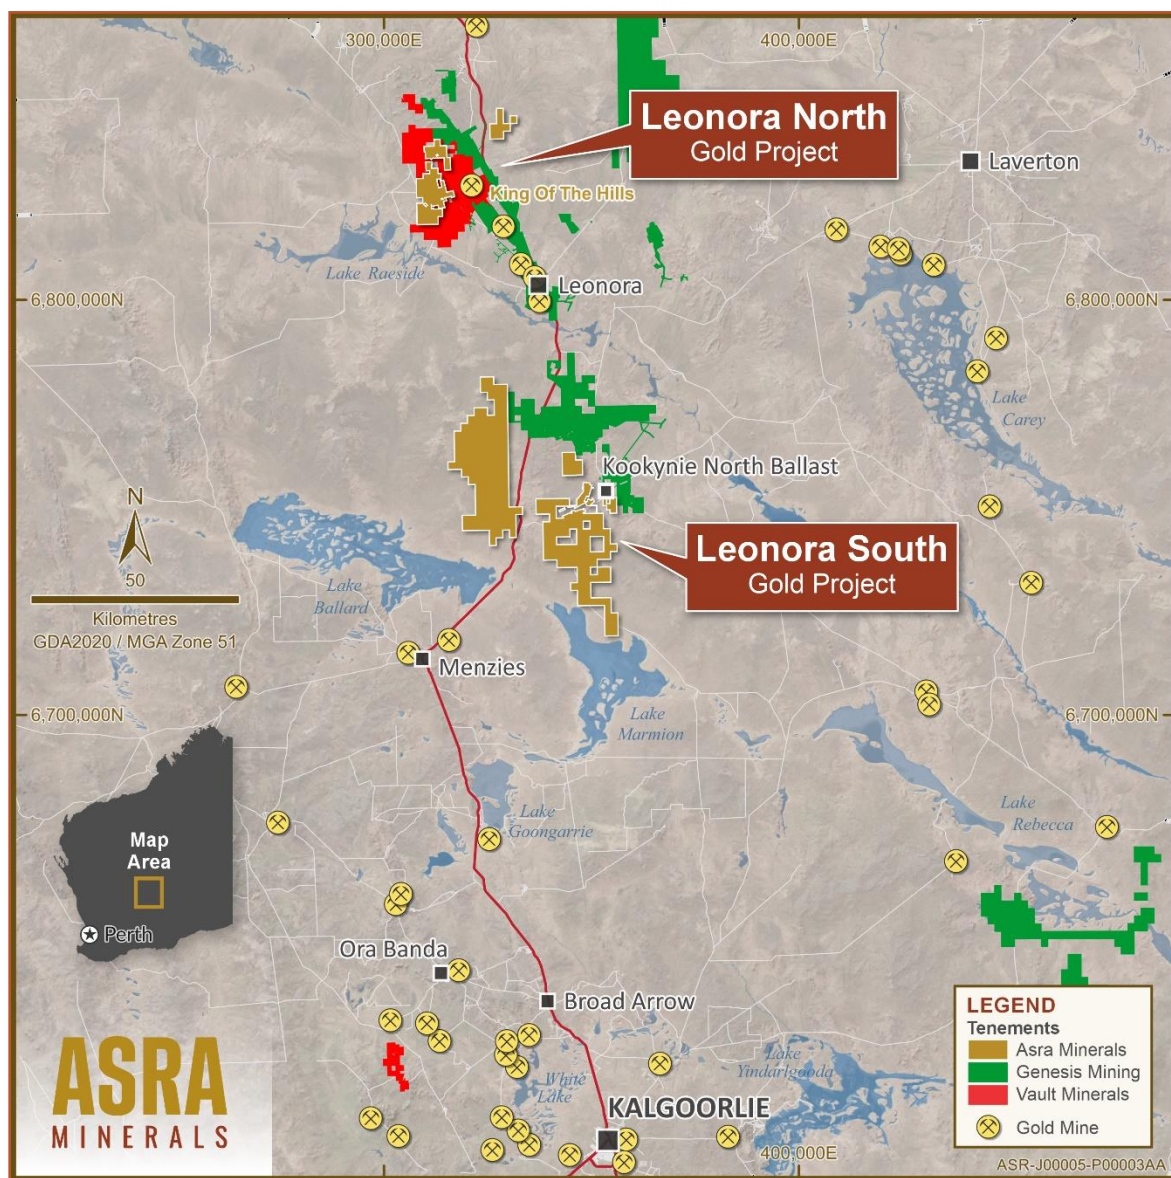 300,000E
400,000E
Leonora North
Gold Project
Laverton
King Of The Hills
Lake Raeside
Leonora
6,800,000N
6,800,000N
Lake
Carey
Kookynie North Ballast
N
50
Kilometres
GDA2020 / MGA Zone 51
Leonora South
Gold Project
Lake
Ballard
Menzies
6,700,000N
6,700,000N
Lake
Marmion
Lake
Goongarrie
Lake
Rebecca
Map
Area
Perth
Ora Banda
Broad Arrow
LEGEND
Tenements
Asra Minerals
Genesis Mining
Vault Minerals
Gold Mine
White
Lake
Lake
Yindarlgooda
KALGOORLIE
ASRA
MINERALS
400,000E
ASR-J00005-P00003AA